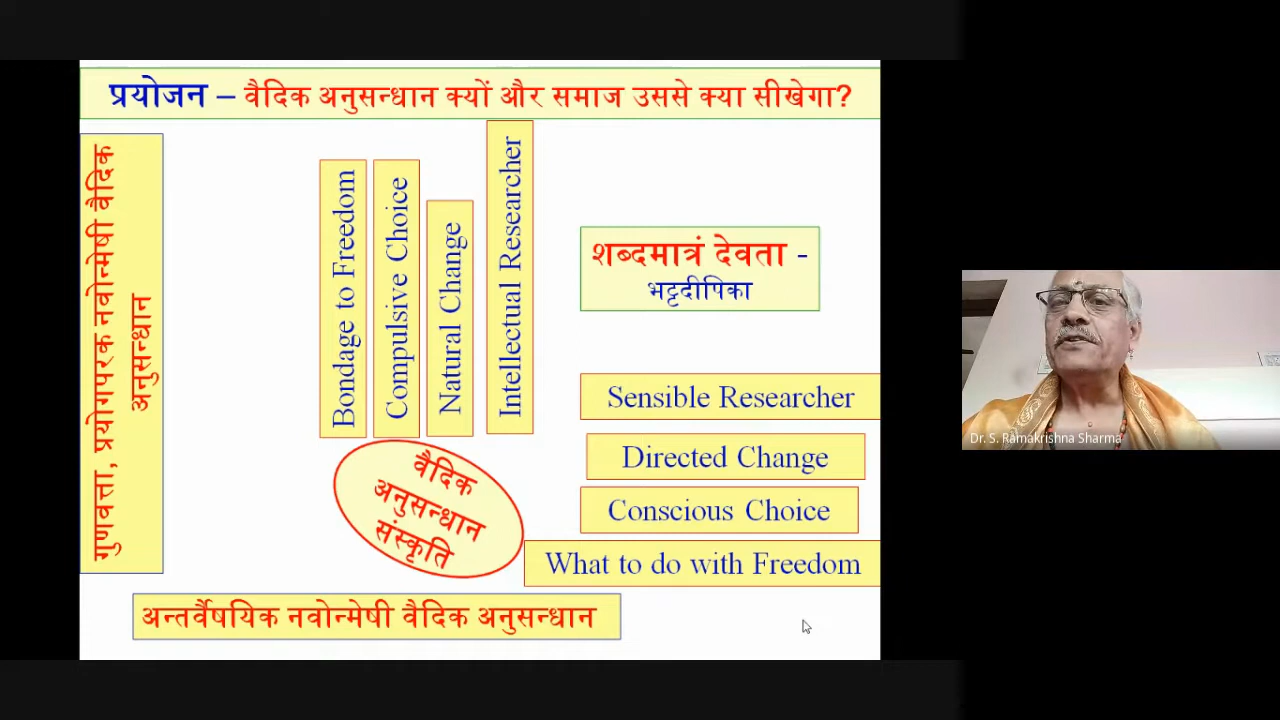 प्रयोजन – वैदिक अनुसन्धान क्यों और समाज उससे क्या सीखेगा?
गुणवत्ता, प्रयोगपरक नवोन्मेषी वैदिक
अनुसन्धान
Bondage to Freedom
Compulsive Choice
Natural Change
Intellectual Researcher
शब्दमात्रं देवता -
भट्टदीपिका
Sensible Researcher
Directed Change
Conscious Choice
What to do with Freedom
वैदिक
अनुसन्धान
संस्कृति
अन्तर्वैषयिक नवोन्मेषी वैदिक अनुसन्धान
Dr. S. Ramakrishna Sharma